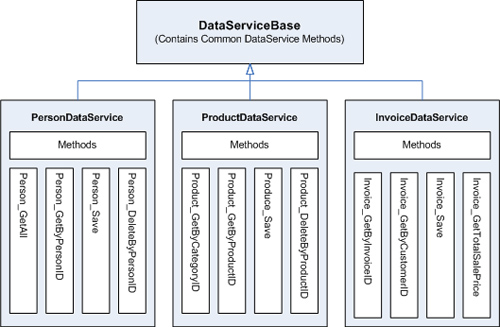 DataServiceBase
(Contains Common DataService Methods)
PersonDataService
Methods
Person_GetAll
Person_GetByPersonID
Person_Save
Person_DeleteByPersonID
ProductDataService
Methods
Product_GetByCategoryID
Product_GetByProductID
Produce_Save
Product_DeleteByProductID
InvoiceDataService
Methods
Invoice_GetByInvoiceID
Invoice_GetByCustomerID
Invoice_Save
Invoice_GetTotalSalePrice